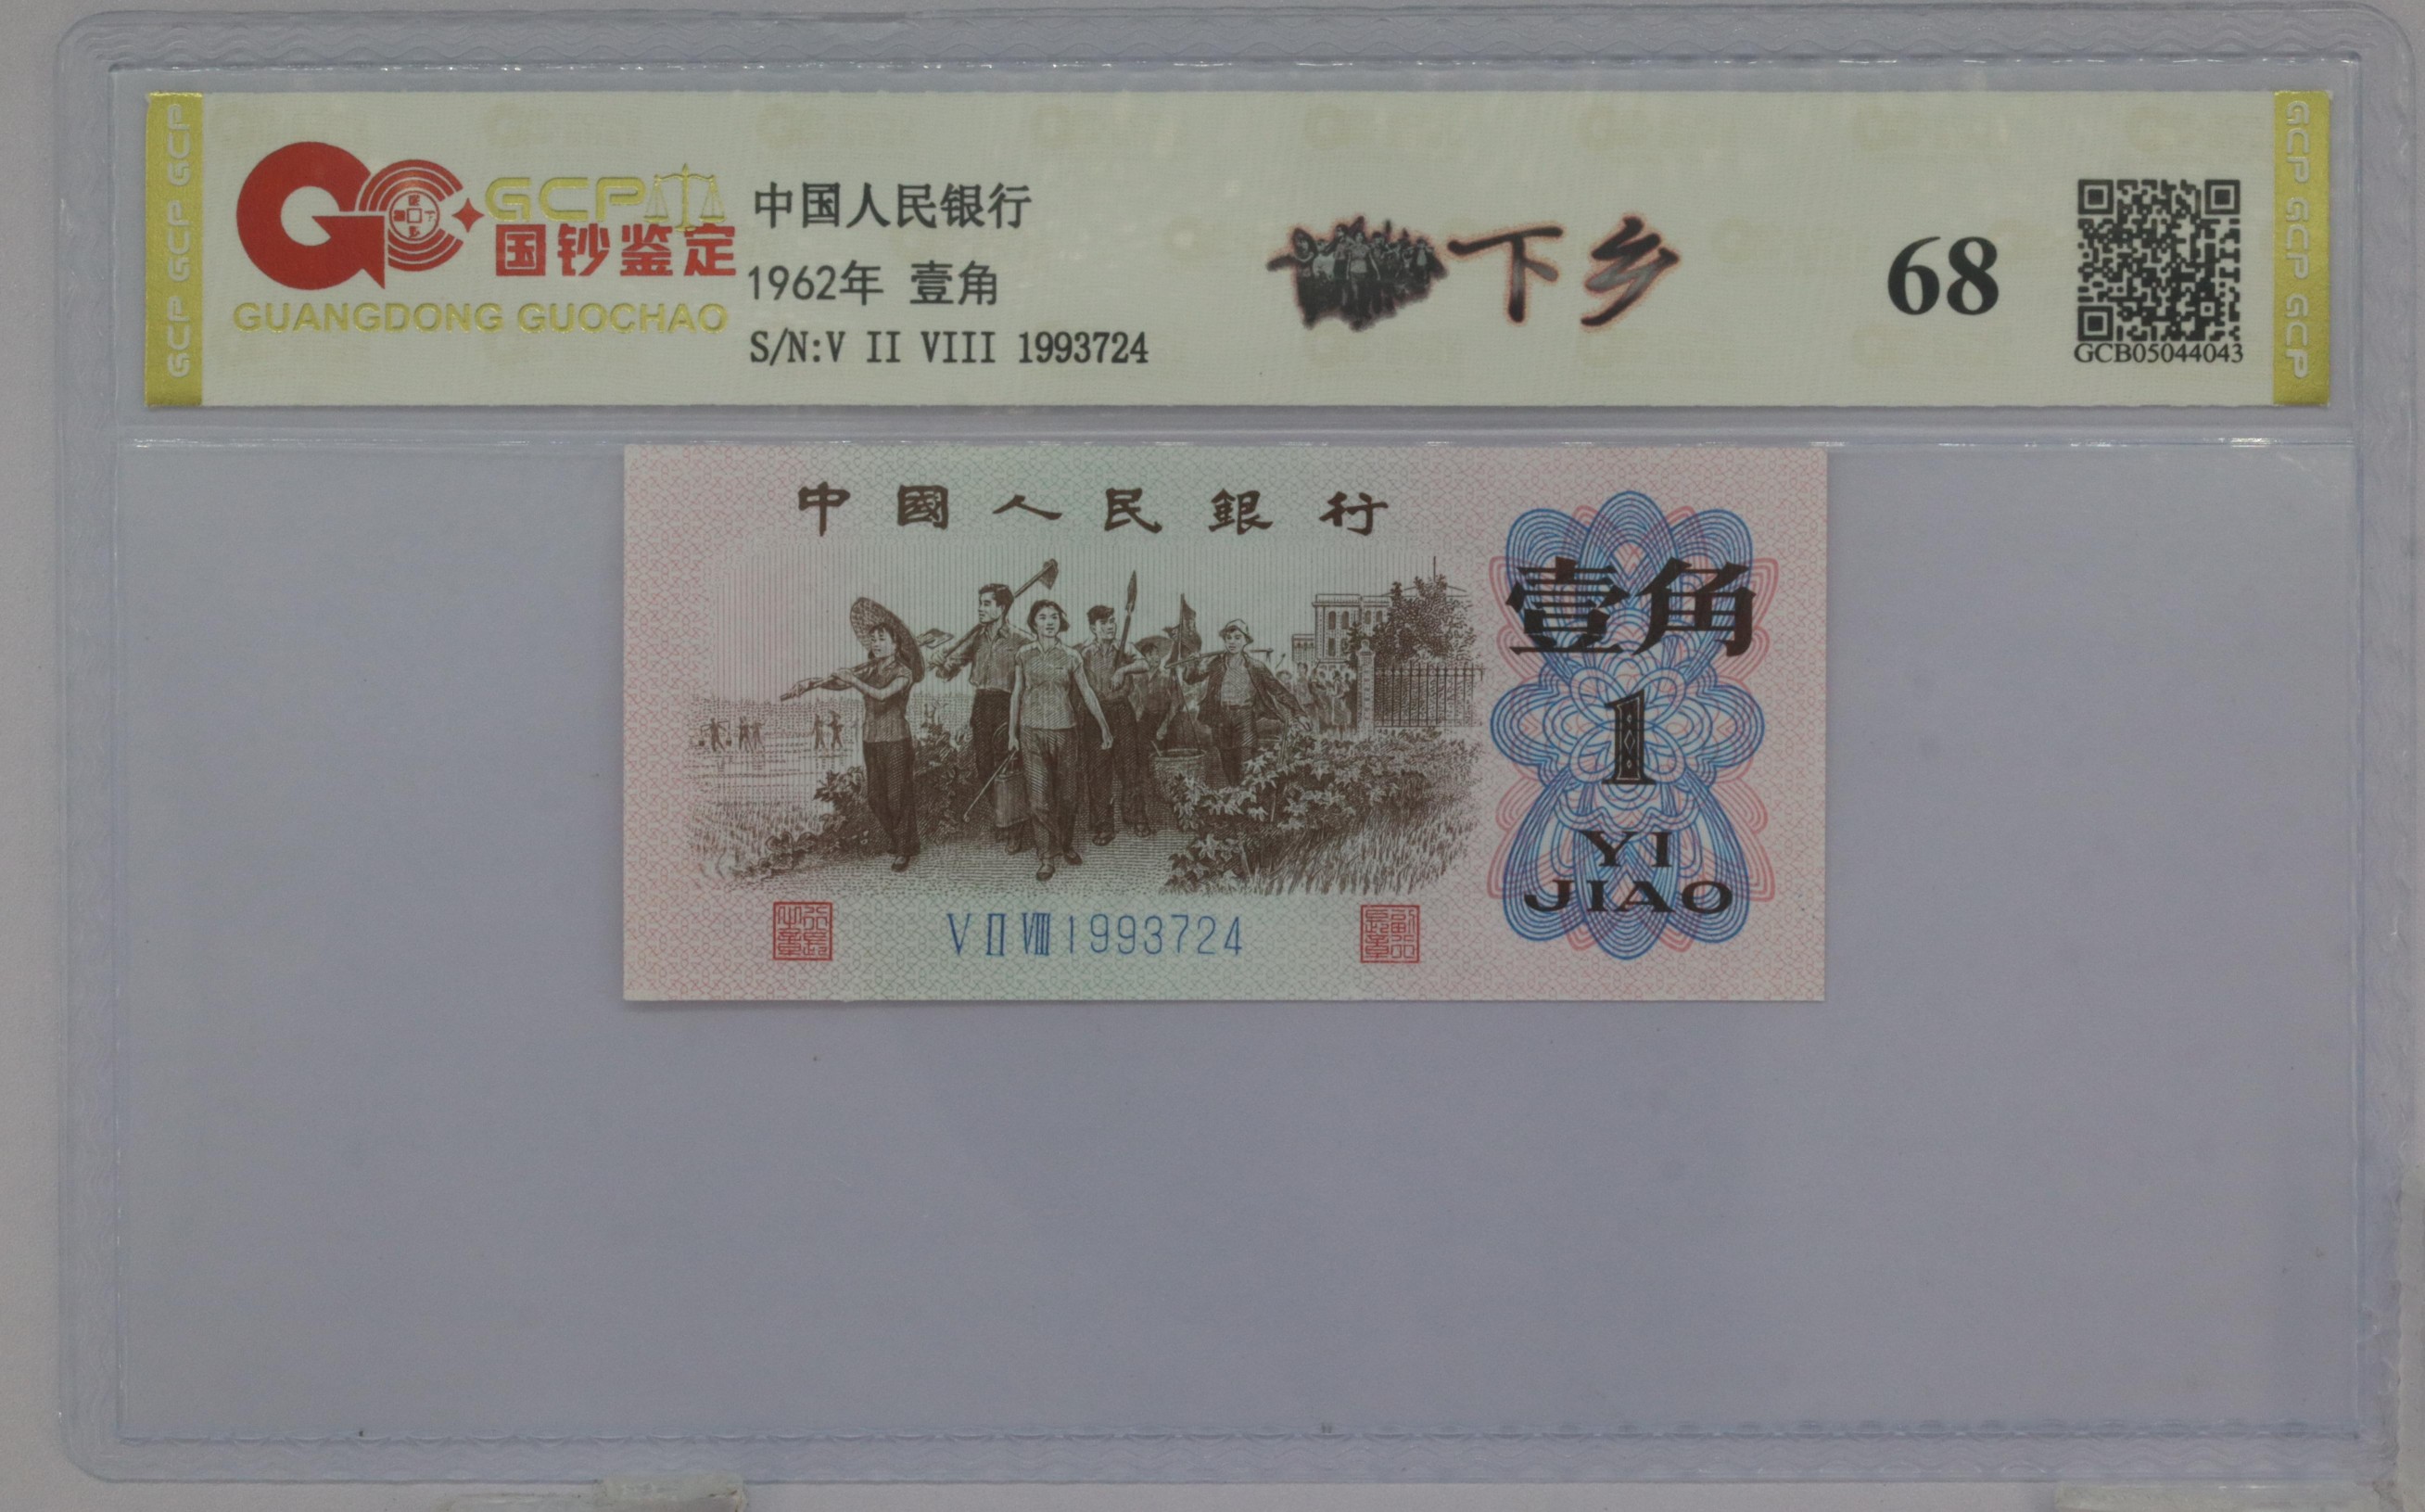 GCP GCP GCP
GCP
国钞鉴定
GUANGDONG GUOCHAO
中国人民银行
1962年 壹角
S/N:V II VIII 1993724
下乡
68
GCB05044043
GCP GCP GCP
中國人民銀行
壹角
1
YI
JIAO
V II VIII 1993724